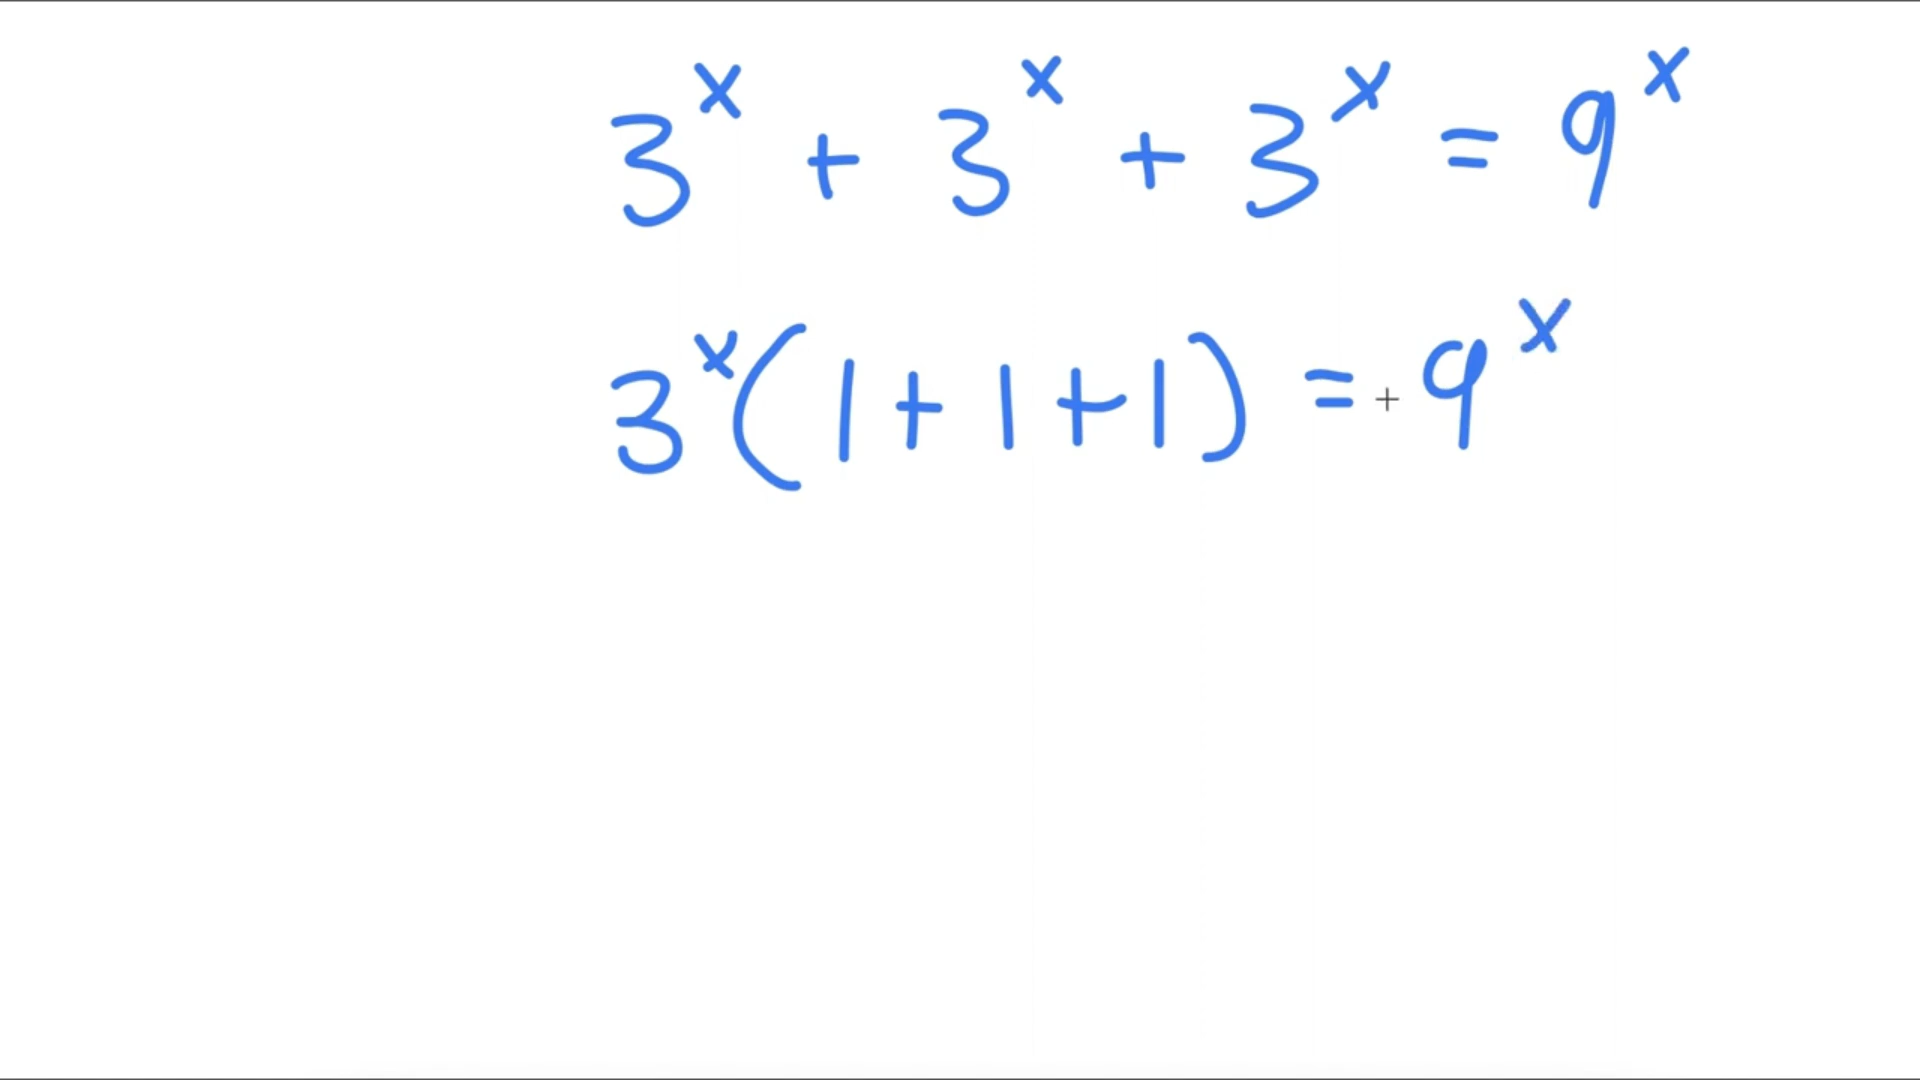 3^x + 3^x + 3^x = 9^x
3^x(1+1+1) = 9^x